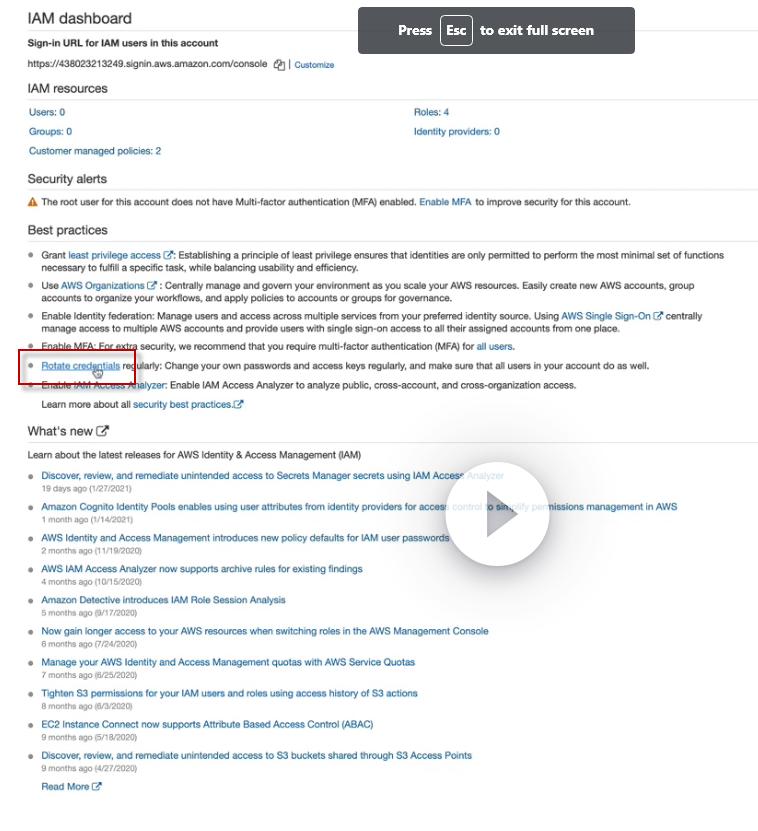 IAM dashboard
Press Esc to exit full screen
Sign-in URL for IAM users in this account
https://438023213249.signin.aws.amazon.com/console | Customize
IAM resources
Users: 0
Roles: 4
Groups: 0
Identity providers: 0
Customer managed policies: 2
Security alerts
The root user for this account does not have Multi-factor authentication (MFA) enabled. Enable MFA to improve security for this account.
Best practices
Grant least privilege access : Establishing a principle of least privilege ensures that identities are only permitted to perform the most minimal set of functions
necessary to fulfill a specific task, while balancing usability and efficiency.
Use AWS Organizations : Centrally manage and govern your environment as you scale your AWS resources. Easily create new AWS accounts, group
accounts to organize your workflows, and apply policies to accounts or groups for governance.
Enable Identity federation: Manage users and access across multiple services from your preferred identity source. Using AWS Single Sign-On centrally
manage access to multiple AWS accounts and provide users with single sign-on access to all their assigned accounts from one place.
Enable MFA: For extra security, we recommend that you require multi-factor authentication (MFA) for all users.
Rotate credentials regularly: Change your own passwords and access keys regularly, and make sure that all users in your account do as well.
Enable IAM Access Analyzer: Enable IAM Access Analyzer to analyze public, cross-account, and cross-organization access.
Learn more about all security best practices.
What's new
Learn about the latest releases for AWS Identity & Access Management (IAM)
Discover, review, and remediate unintended access to Secrets Manager secrets using IAM Access Analyzer
19 days ago (1/27/2021)
Amazon Cognito Identity Pools enables using user attributes from identity providers for access control to simplify permissions management in AWS
1 month ago (1/14/2021)
AWS Identity and Access Management introduces new policy defaults for IAM user passwords
2 months ago (11/19/2020)
AWS IAM Access Analyzer now supports archive rules for existing findings
4 months ago (10/15/2020)
Amazon Detective introduces IAM Role Session Analysis
5 months ago (9/17/2020)
Now gain longer access to your AWS resources when switching roles in the AWS Management Console
6 months ago (7/24/2020)
Manage your AWS Identity and Access Management quotas with AWS Service Quotas
7 months ago (6/25/2020)
Tighten S3 permissions for your IAM users and roles using access history of S3 actions
8 months ago (6/3/2020)
EC2 Instance Connect now supports Attribute Based Access Control (ABAC)
9 months ago (5/18/2020)
Discover, review, and remediate unintended access to S3 buckets shared through S3 Access Points
9 months ago (4/27/2020)
Read More